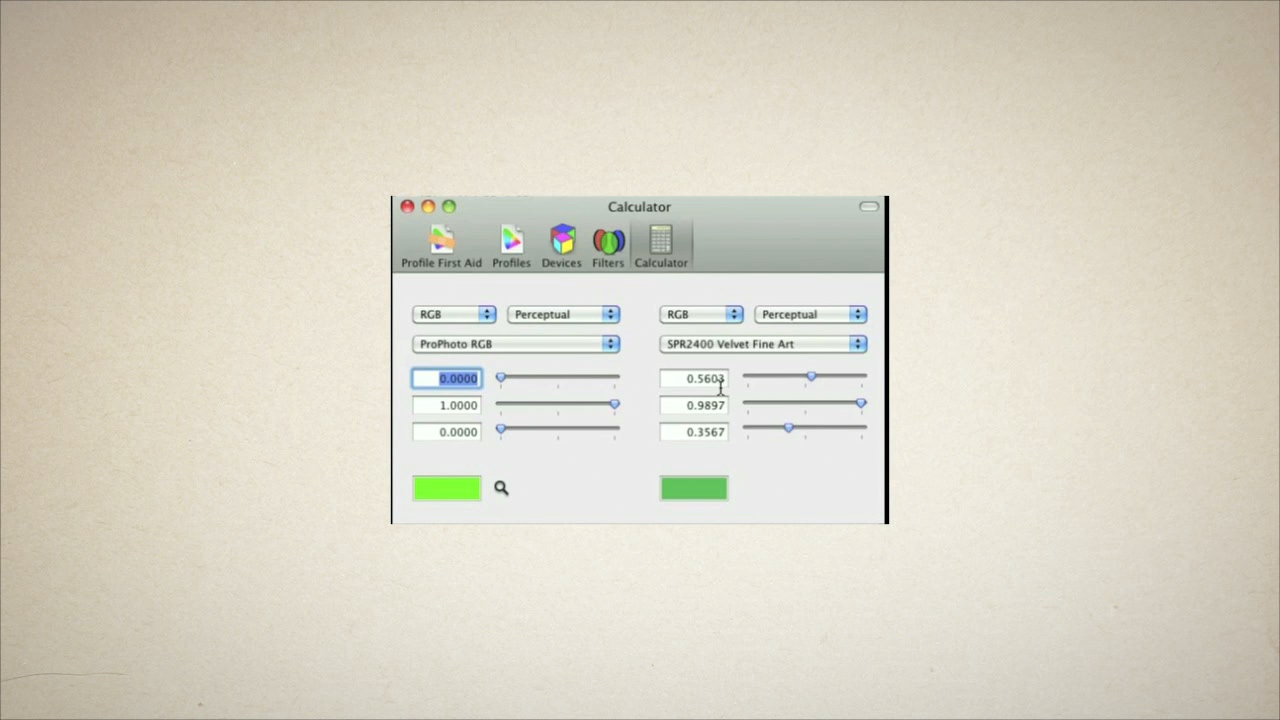 Calculator
Profile First Aid Profiles Devices Filters Calculator
RGB Perceptual RGB Perceptual
ProPhoto RGB SPR2400 Velvet Fine Art
0.0000 0.5603
1.0000 0.9897
0.0000 0.3567